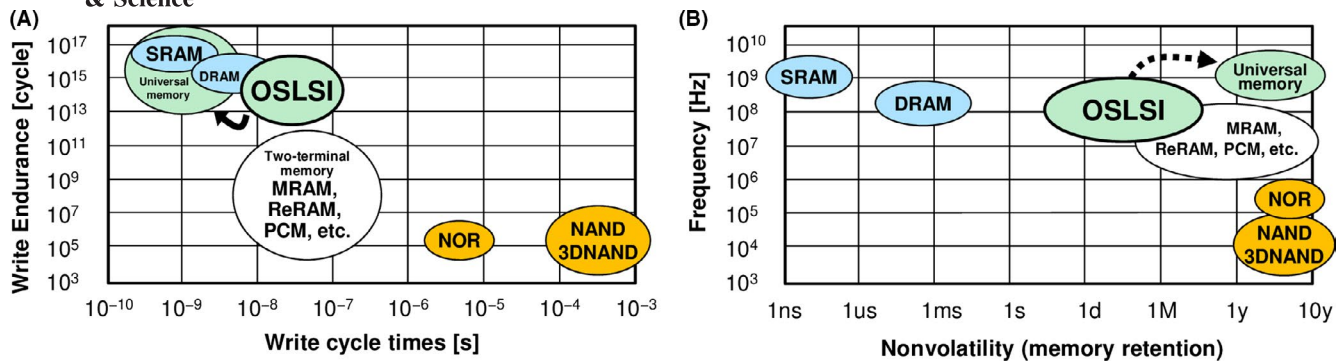 & Science
(A)
Write Endurance [cycle]
10¹⁷
10¹⁵
10¹³
10¹¹
10⁹
10⁷
10⁵
10³
SRAM
Universal
memory
DRAM
OSLSI
Two-terminal
memory
MRAM,
ReRAM,
PCM, etc.
NOR
NAND
3DNAND
10⁻¹⁰
10⁻⁹
10⁻⁸
10⁻⁷
10⁻⁶
10⁻⁵
10⁻⁴
10⁻³
Write cycle times [s]
(B)
Frequency [Hz]
10¹⁰
10⁹
10⁸
10⁷
10⁶
10⁵
10⁴
10³
SRAM
DRAM
OSLSI
Universal
memory
MRAM,
ReRAM, PCM, etc.
NOR
NAND
3DNAND
1ns
1us
1ms
1s
1d
1M
1y
10y
Nonvolatility (memory retention)